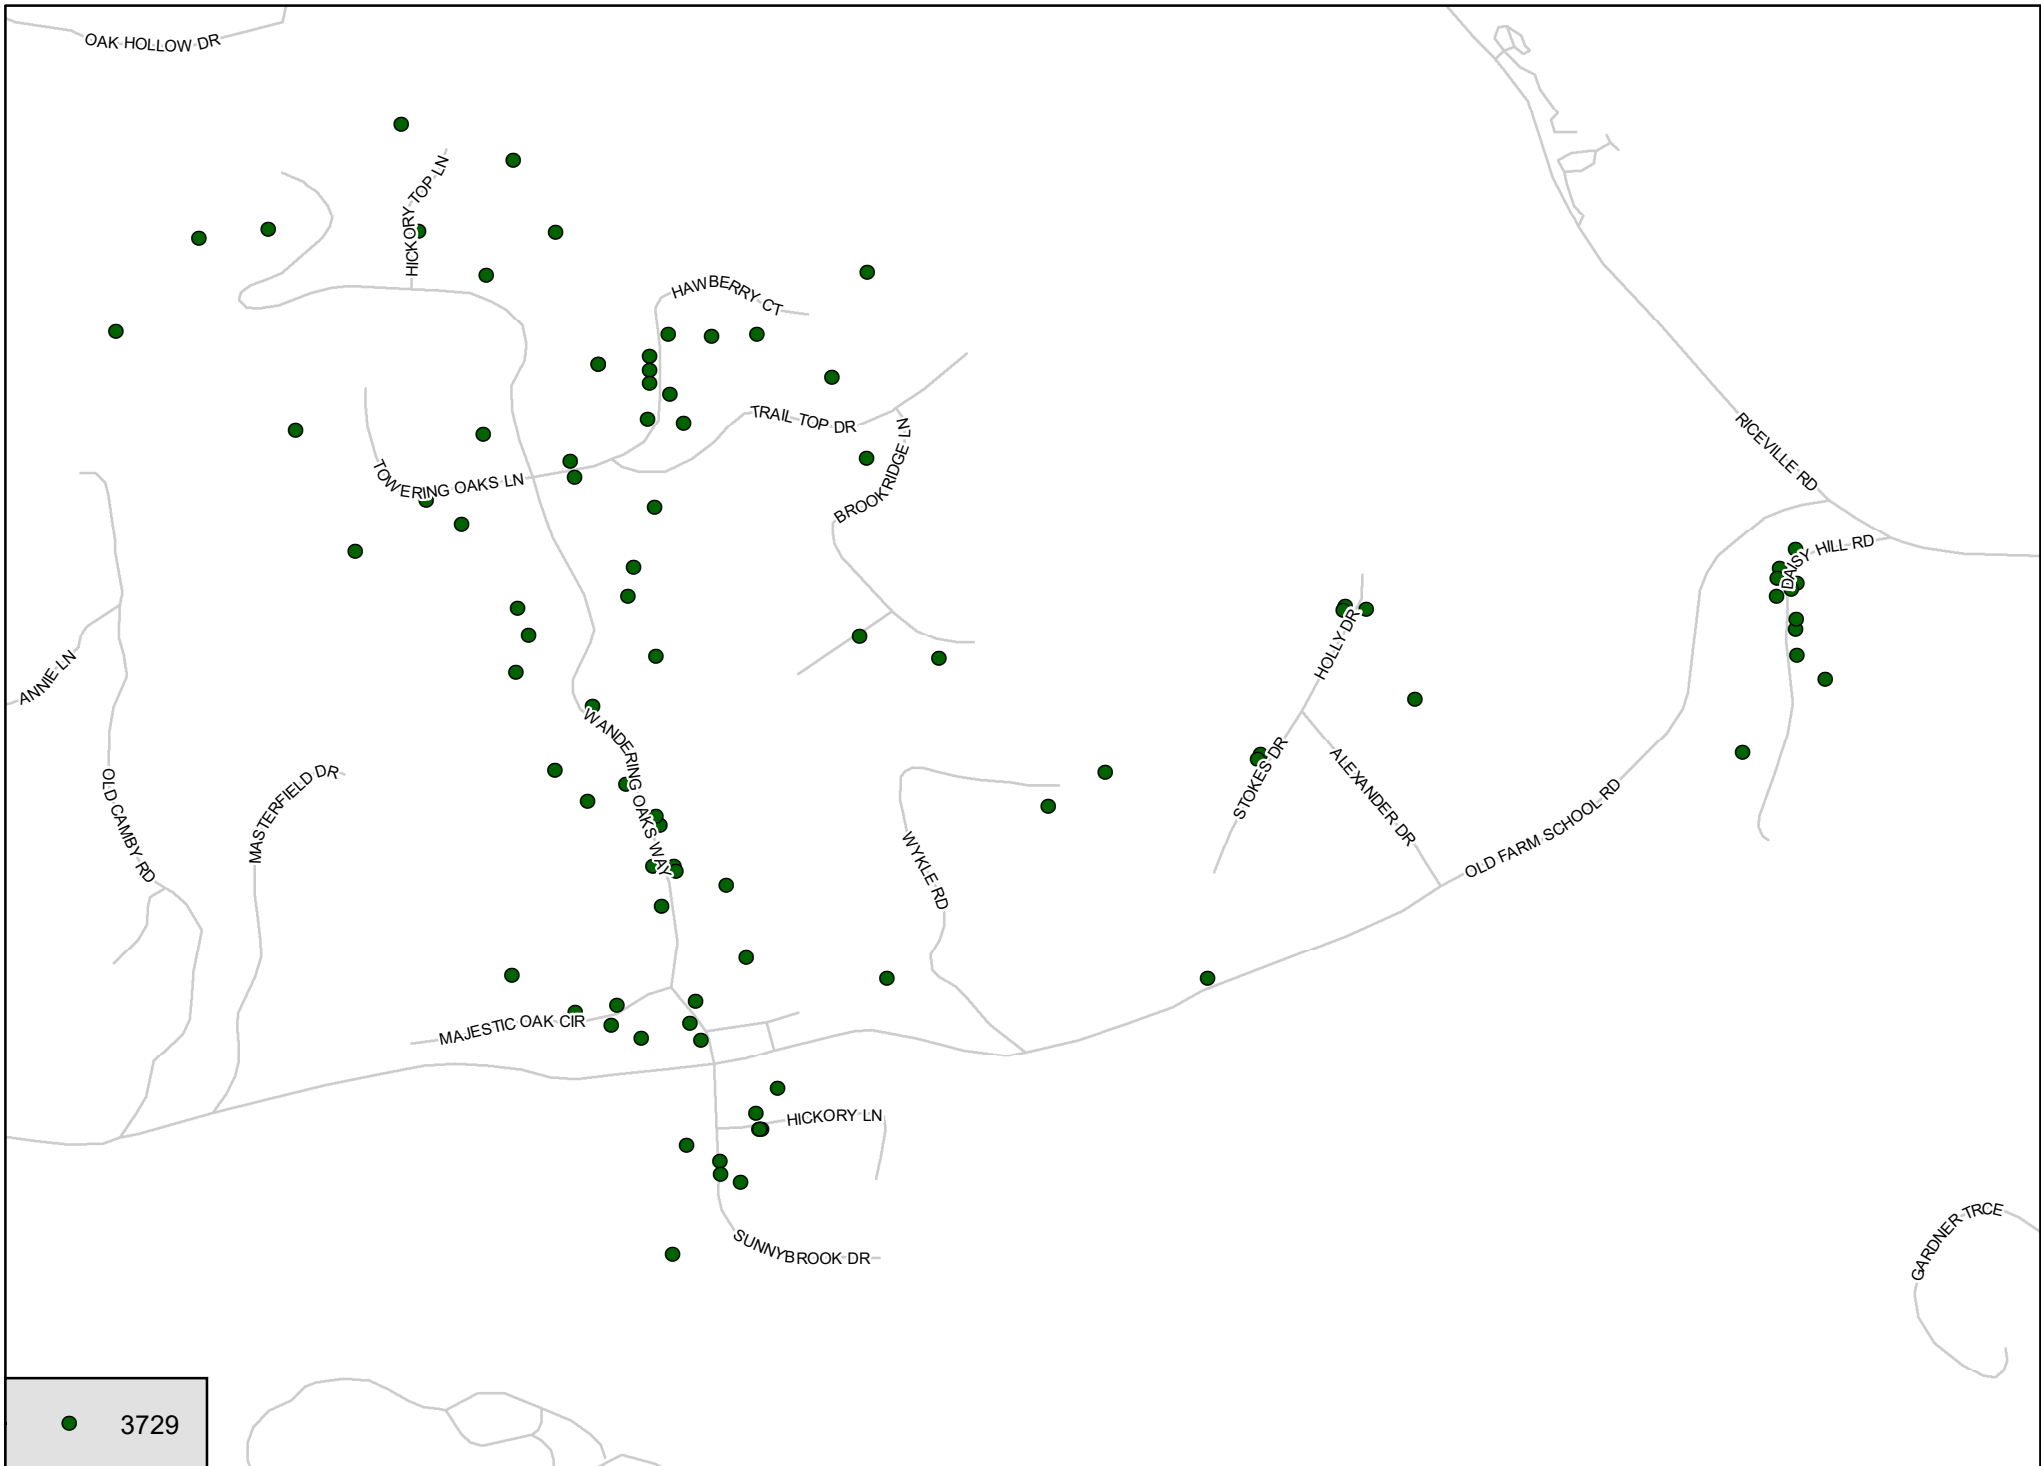 OAK HOLLOW DR
HICKORY TOP LN
HAWBERRY CT
TRAIL TOP DR
BROOKRIDGE LN
TOWERING OAKS LN
RICEVILLE RD
DAISY HILL RD
HOLLY DR
ANNIE LN
WANDERING OAKS WAY
STOKES DR
ALEXANDER DR
OLD CAMBY RD
MASTERFIELD DR
WYKLE RD
OLD FARM SCHOOL RD
MAJESTIC OAK CIR
HICKORY LN
SUNNYBROOK DR
GARDNER TRCE
3729